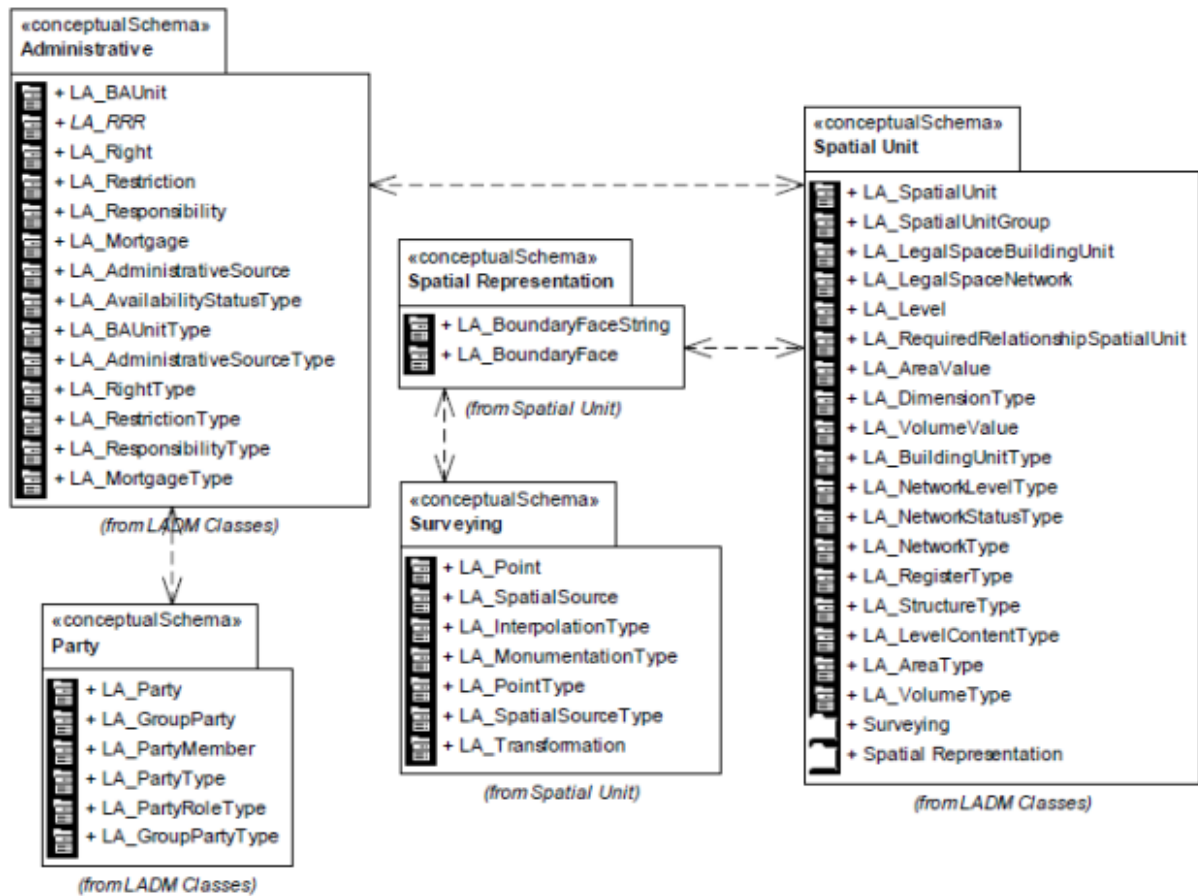 «conceptualSchema»
Administrative
+ LA_BAUnit
+ LA_RRR
+ LA_Right
+ LA_Restriction
+ LA_Responsibility
+ LA_Mortgage
+ LA_AdministrativeSource
+ LA_AvailabilityStatusType
+ LA_BAUnitType
+ LA_AdministrativeSourceType
+ LA_RightType
+ LA_RestrictionType
+ LA_ResponsibilityType
+ LA_MortgageType
(from LADM Classes)
«conceptualSchema»
Party
+ LA_Party
+ LA_GroupParty
+ LA_PartyMember
+ LA_PartyType
+ LA_PartyRoleType
+ LA_GroupPartyType
(from LADM Classes)
«conceptualSchema»
Spatial Representation
+ LA_BoundaryFaceString
+ LA_BoundaryFace
(from Spatial Unit)
«conceptualSchema»
Surveying
+ LA_Point
+ LA_SpatialSource
+ LA_InterpolationType
+ LA_MonumentationType
+ LA_PointType
+ LA_SpatialSourceType
+ LA_Transformation
(from Spatial Unit)
«conceptualSchema»
Spatial Unit
+ LA_SpatialUnit
+ LA_SpatialUnitGroup
+ LA_LegalSpaceBuildingUnit
+ LA_LegalSpaceNetwork
+ LA_Level
+ LA_RequiredRelationshipSpatialUnit
+ LA_AreaValue
+ LA_DimensionType
+ LA_VolumeValue
+ LA_BuildingUnitType
+ LA_NetworkLevelType
+ LA_NetworkStatusType
+ LA_NetworkType
+ LA_RegisterType
+ LA_StructureType
+ LA_LevelContentType
+ LA_AreaType
+ LA_VolumeType
+ Surveying
+ Spatial Representation
(from LADM Classes)